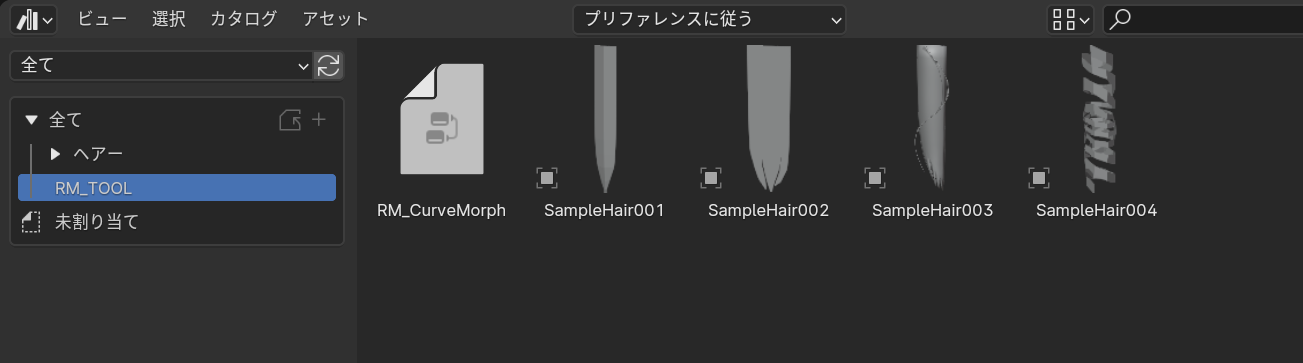 ビュー 選択 カタログ アセット プリファレンスに従う
全て
全て
ヘアー
RM_TOOL
未割り当て
RM_CurveMorph SampleHair001 SampleHair002 SampleHair003 SampleHair004